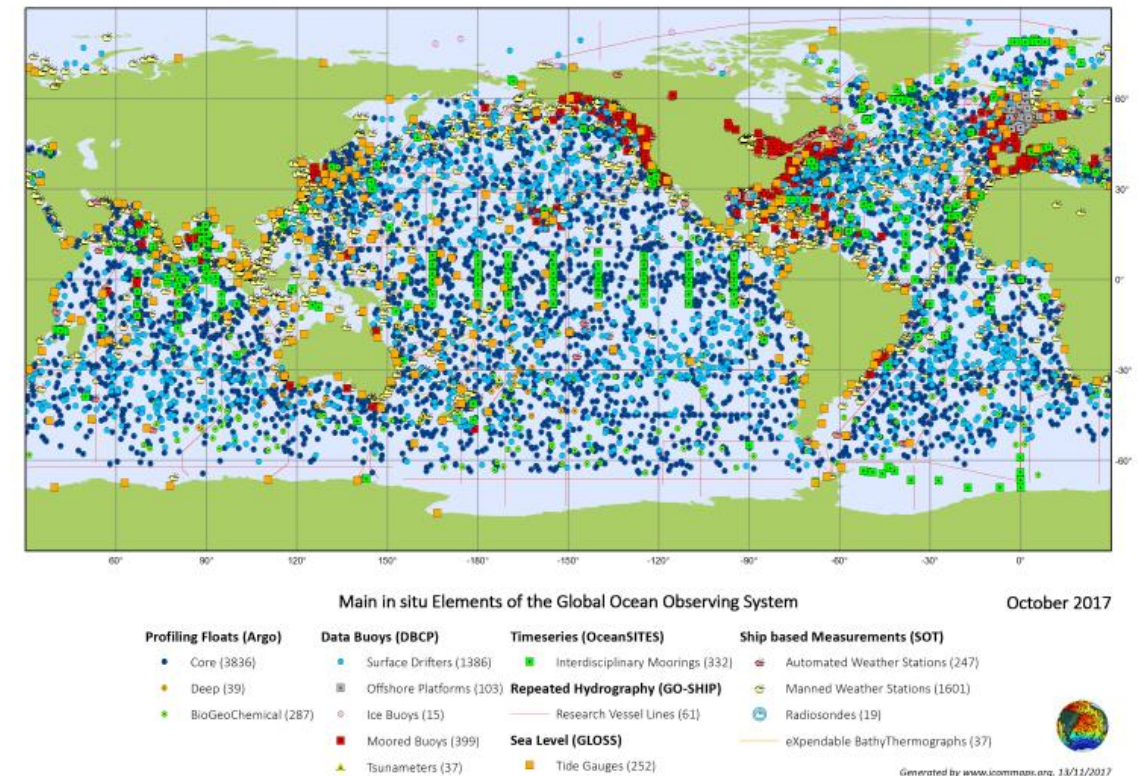 60°
30°
0°
-30°
-60°
60° 90° 120° 150° -180° -150° -120° -90° -60° -30° 0°
Main in situ Elements of the Global Ocean Observing System October 2017
Profiling Floats (Argo)
Core (3836)
Deep (39)
BioGeoChemical (287)
Data Buoys (DBCP)
Surface Drifters (1386)
Offshore Platforms (103)
Ice Buoys (15)
Moored Buoys (399)
Tsunameters (37)
Timeseries (OceanSITES)
Interdisciplinary Moorings (332)
Repeated Hydrography (GO-SHIP)
Research Vessel Lines (61)
Sea Level (GLOSS)
Tide Gauges (252)
Ship based Measurements (SOT)
Automated Weather Stations (247)
Manned Weather Stations (1601)
Radiosondes (19)
eXpendable BathyThermographs (37)
Generated by www.jcommops.org, 13/11/2017